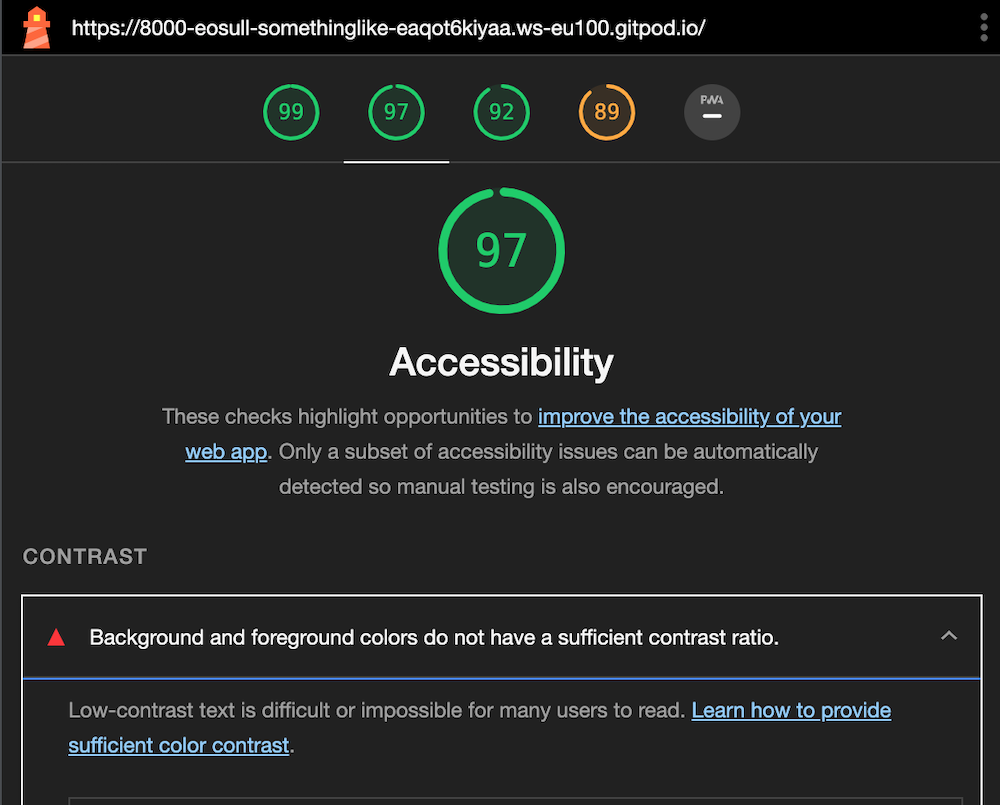 https://8000-eosull-somethinglike-eaqot6kiyaa.ws-eu100.gitpod.io/
99
97
92
89
PWA
97
Accessibility
These checks highlight opportunities to improve the accessibility of your
web app. Only a subset of accessibility issues can be automatically
detected so manual testing is also encouraged.
CONTRAST
Background and foreground colors do not have a sufficient contrast ratio.
Low-contrast text is difficult or impossible for many users to read. Learn how to provide
sufficient color contrast.